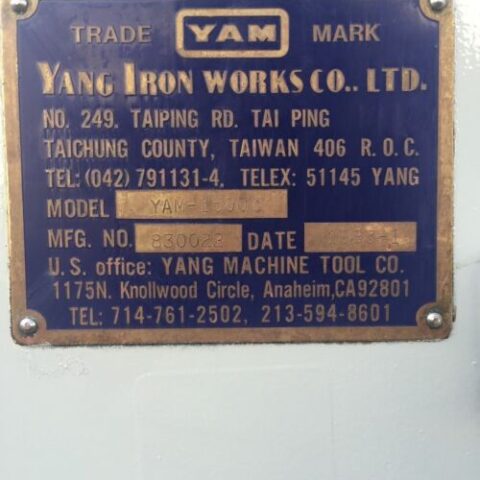 TRADE YAM MARK
YANG IRON WORKS CO., LTD.
NO. 249. TAIPING RD. TAI PING
TAICHUNG COUNTY, TAIWAN 406 R. O. C.
TEL: (042) 791131-4, TELEX: 51145 YANG
MODEL
MFG. NO. DATE
U. S. office: YANG MACHINE TOOL CO.
1175N. Knollwood Circle, Anaheim,CA92801
TEL: 714-761-2502, 213-594-8601